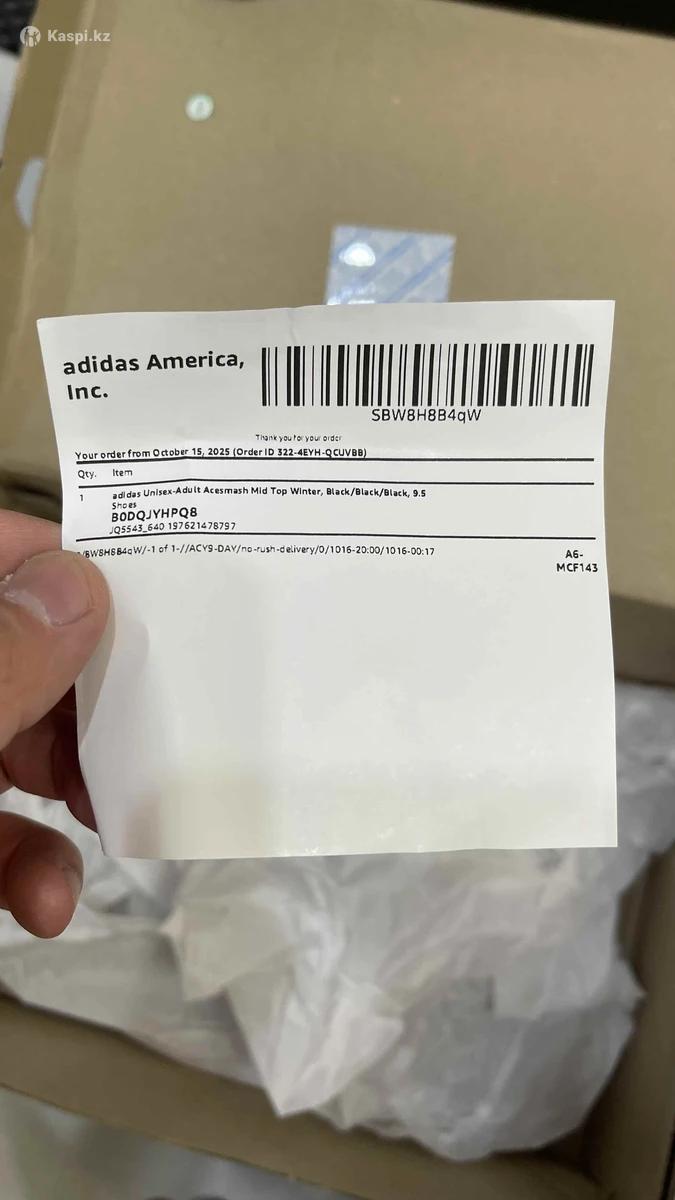 Kaspi.kz
adidas America,
Inc.
SBW8H8B4qW
Thank you for your order
Your order from October 15, 2025 (Order ID 322-4EYH-QCUVBB)
Qty. Item
1 adidas Unisex-Adult Acesmash Mid Top Winter, Black/Black/Black, 9.5
Shoes
B0DQJYHPQ8
JQ5543_640 197621478797
/BW8H8B4qW/-1 of 1-//ACY9-DAY/no-rush-delivery/0/1016-20:00/1016-00:17
A6-
MCF143